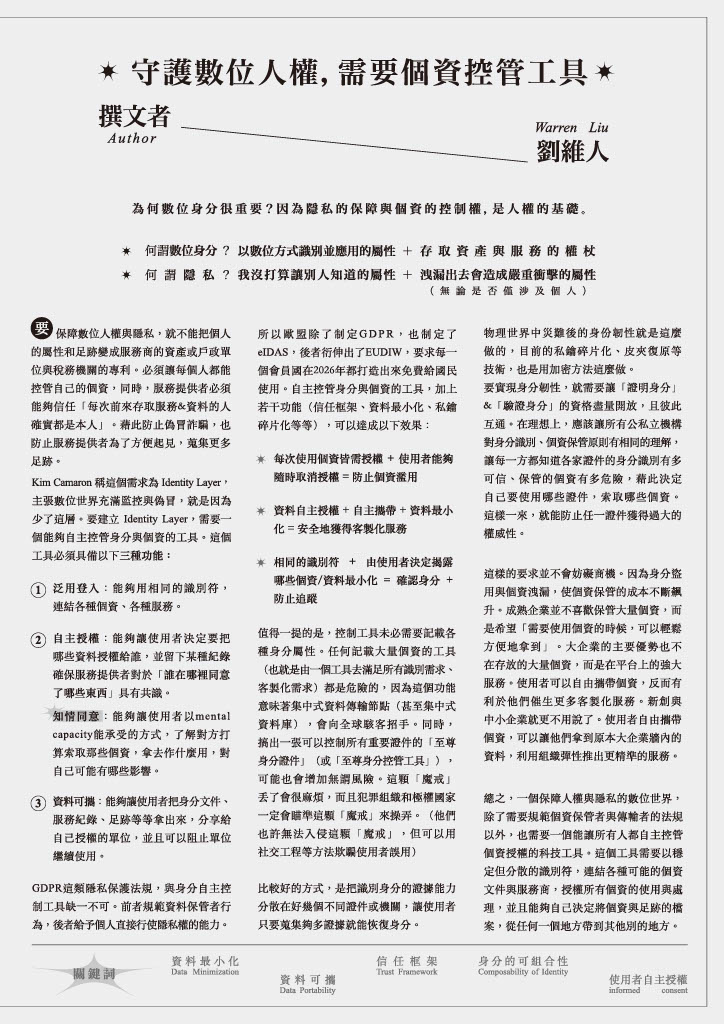 守護數位人權，需要個資控管工具
撰文者
Author
Warren Liu
劉維人
為何數位身分很重要？因為隱私的保障與個資的控制權，是人權的基礎。
何謂數位身分？以數位方式識別並應用的屬性 + 存取資產與服務的權杖
何謂隱私？我沒打算讓別人知道的屬性 + 洩漏出去會造成嚴重衝擊的屬性
（無論是否僅涉及個人）
要保障數位人權與隱私，就不能把個人
的屬性和足跡變成服務商的資產或戶政單
位與稅務機關的專利。必須讓每個人都能
控管自己的個資，同時，服務提供者必須
能夠信任「每次前來存取服務&資料的人
確實都是本人」。藉此防止偽冒詐騙，也
防止服務提供者為了方便起見，蒐集更多
足跡。
Kim Camaron 稱這個需求為 Identity Layer，
主張數位世界充滿監控與偽冒，就是因為
少了這層。要建立 Identity Layer，需要一
個能夠自主控管身分與個資的工具。這個
工具必須具備以下三種功能：
1 泛用登入：能夠用相同的識別符，
連結各種個資、各種服務。
2 自主授權：能夠讓使用者決定要把
哪些資料授權給誰，並留下某種紀錄
確保服務提供者對於「誰在哪裡同意
了哪些東西」具有共識。
知情同意：能夠讓使用者以mental
capacity能承受的方式，了解對方打
算索取那些個資，拿去作什麼用，對
自己可能有哪些影響。
3 資料可攜：能夠讓使用者把身分文件、
服務紀錄、足跡等等拿出來，分享給
自己授權的單位，並且可以阻止單位
繼續使用。
GDPR這類隱私保護法規，與身分自主控
制工具缺一不可。前者規範資料保管者行
為，後者給予個人直接行使隱私權的能力。
所以歐盟除了制定GDPR，也制定了
eIDAS，後者衍伸出了EUDIW，要求每一
個會員國在2026年都打造出來免費給國民
使用。自主控管身分與個資的工具，加上
若干功能（信任框架、資料最小化、私鑰
碎片化等等），可以達成以下效果：
每次使用個資皆需授權 + 使用者能夠
隨時取消授權 = 防止個資濫用
資料自主授權 + 自主攜帶 + 資料最小
化 = 安全地獲得客製化服務
相同的識別符 + 由使用者決定揭露
哪些個資/資料最小化 = 確認身分 +
防止追蹤
值得一提的是，控制工具未必需要記載各
種身分屬性。任何記載大量個資的工具
（也就是由一個工具去滿足所有識別需求、
客製化需求）都是危險的，因為這個功能
意味著集中式資料傳輸節點（甚至集中式
資料庫），會向全球駭客招手。同時，
搞出一張可以控制所有重要證件的「至尊
身分證件」（或「至尊身分控管工具」），
可能也會增加無謂風險。這顆「魔戒」
丟了會很麻煩，而且犯罪組織和極權國家
一定會瞄準這顆「魔戒」來操弄。（他們
也許無法入侵這顆「魔戒」，但可以用
社交工程等方法欺騙使用者誤用）
比較好的方式，是把識別身分的證據能力
分散在好幾個不同證件或機關，讓使用者
只要蒐集夠多證據就能恢復身分。
物理世界中災難後的身份韌性就是這麼
做的，目前的私鑰碎片化、皮夾復原等
技術，也是用加密方法這麼做。
要實現身分韌性，就需要讓「證明身分」
&「驗證身分」的資格盡量開放，且彼此
互通。在理想上，應該讓所有公私立機構
對身分識別、個資保管原則有相同的理解，
讓每一方都知道各家證件的身分識別有多
可信、保管的個資有多危險，藉此決定
自己要使用哪些證件，索取哪些個資。
這樣一來，就能防止任一證件獲得過大的
權威性。
這樣的要求並不會妨礙商機。因為身分盜
用與個資洩漏，使個資保管的成本不斷飆
升。成熟企業並不喜歡保管大量個資，而
是希望「需要使用個資的時候，可以輕鬆
方便地拿到」。大企業的主要優勢也不
在存放的大量個資，而是在平台上的強大
服務。使用者可以自由攜帶個資，反而有
利於他們催生更多客製化服務。新創與
中小企業就更不用說了。使用者自由攜帶
個資，可以讓他們拿到原本大企業牆內的
資料，利用組織彈性推出更精準的服務。
總之，一個保障人權與隱私的數位世界，
除了需要規範個資保管者與傳輸者的法規
以外，也需要一個能讓所有人都自主控管
個資授權的科技工具。這個工具需要以穩
定但分散的識別符，連結各種可能的個資
文件與服務商，授權所有個資的使用與處
理，並且能夠自己決定將個資與足跡的檔
案，從任何一個地方帶到其他別的地方。
關鍵詞
資料最小化
Data Minimization
資料可攜
Data Portability
信任框架
Trust Framework
身分的可組合性
Composability of Identity
使用者自主授權
informed consent